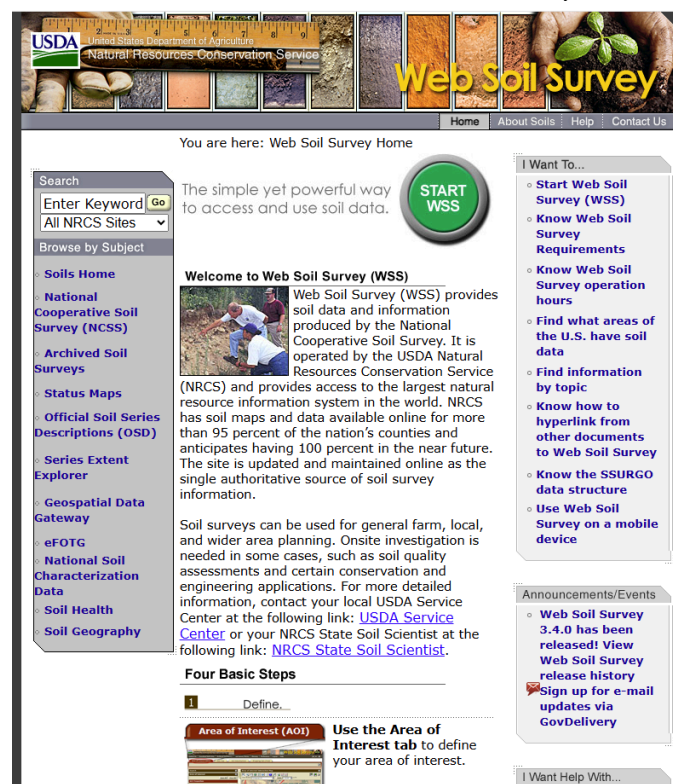 2 3 4 5 6 7 8 9
USDA
United States Department of Agriculture
Natural Resources Conservation Service
Web Soil Survey
Home
About Soils
Help
Contact Us
You are here: Web Soil Survey Home
Search
Enter Keyword
Go
All NRCS Sites
Browse by Subject
Soils Home
National
Cooperative Soil
Survey (NCSS)
Archived Soil
Surveys
Status Maps
Official Soil Series
Descriptions (OSD)
Series Extent
Explorer
Geospatial Data
Gateway
eFOTG
National Soil
Characterization
Data
Soil Health
Soil Geography
The simple yet powerful way
to access and use soil data.
START
WSS
Welcome to Web Soil Survey (WSS)
Web Soil Survey (WSS) provides
soil data and information
produced by the National
Cooperative Soil Survey. It is
operated by the USDA Natural
Resources Conservation Service
(NRCS) and provides access to the largest natural
resource information system in the world. NRCS
has soil maps and data available online for more
than 95 percent of the nation's counties and
anticipates having 100 percent in the near future.
The site is updated and maintained online as the
single authoritative source of soil survey
information.
Soil surveys can be used for general farm, local,
and wider area planning. Onsite investigation is
needed in some cases, such as soil quality
assessments and certain conservation and
engineering applications. For more detailed
information, contact your local USDA Service
Center at the following link: USDA Service
Center or your NRCS State Soil Scientist at the
following link: NRCS State Soil Scientist.
Four Basic Steps
1 Define.
Area of Interest (AOI)
Use the Area of
Interest tab to define
your area of interest.
I Want To...
Start Web Soil
Survey (WSS)
Know Web Soil
Survey
Requirements
Know Web Soil
Survey operation
hours
Find what areas of
the U.S. have soil
data
Find information
by topic
Know how to
hyperlink from
other documents
to Web Soil Survey
Know the SSURGO
data structure
Use Web Soil
Survey on a mobile
device
Announcements/Events
Web Soil Survey
3.4.0 has been
released! View
Web Soil Survey
release history
Sign up for e-mail
updates via
GovDelivery
I Want Help With...